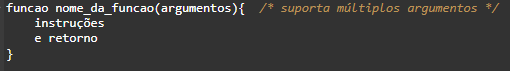 funcao nome_da_funcao(argumentos){  /* suporta múltiplos argumentos */
    instruções
    e retorno
}